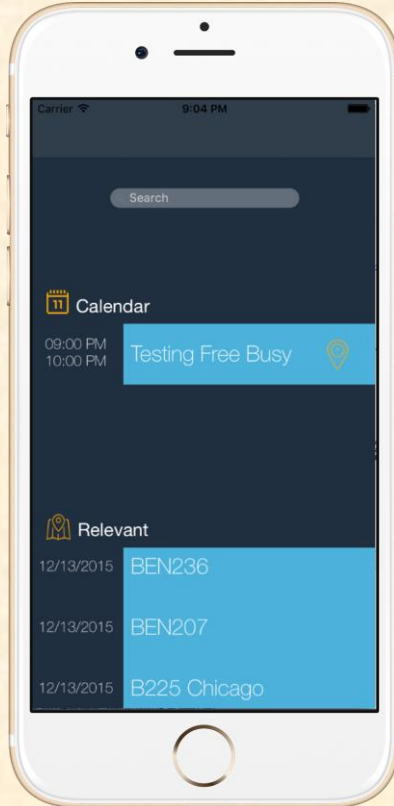 Carrier 9:04 PM
Search
11 Calendar
09:00 PM
10:00 PM
Testing Free Busy
Relevant
12/13/2015 BEN236
12/13/2015 BEN207
12/13/2015 B225 Chicago